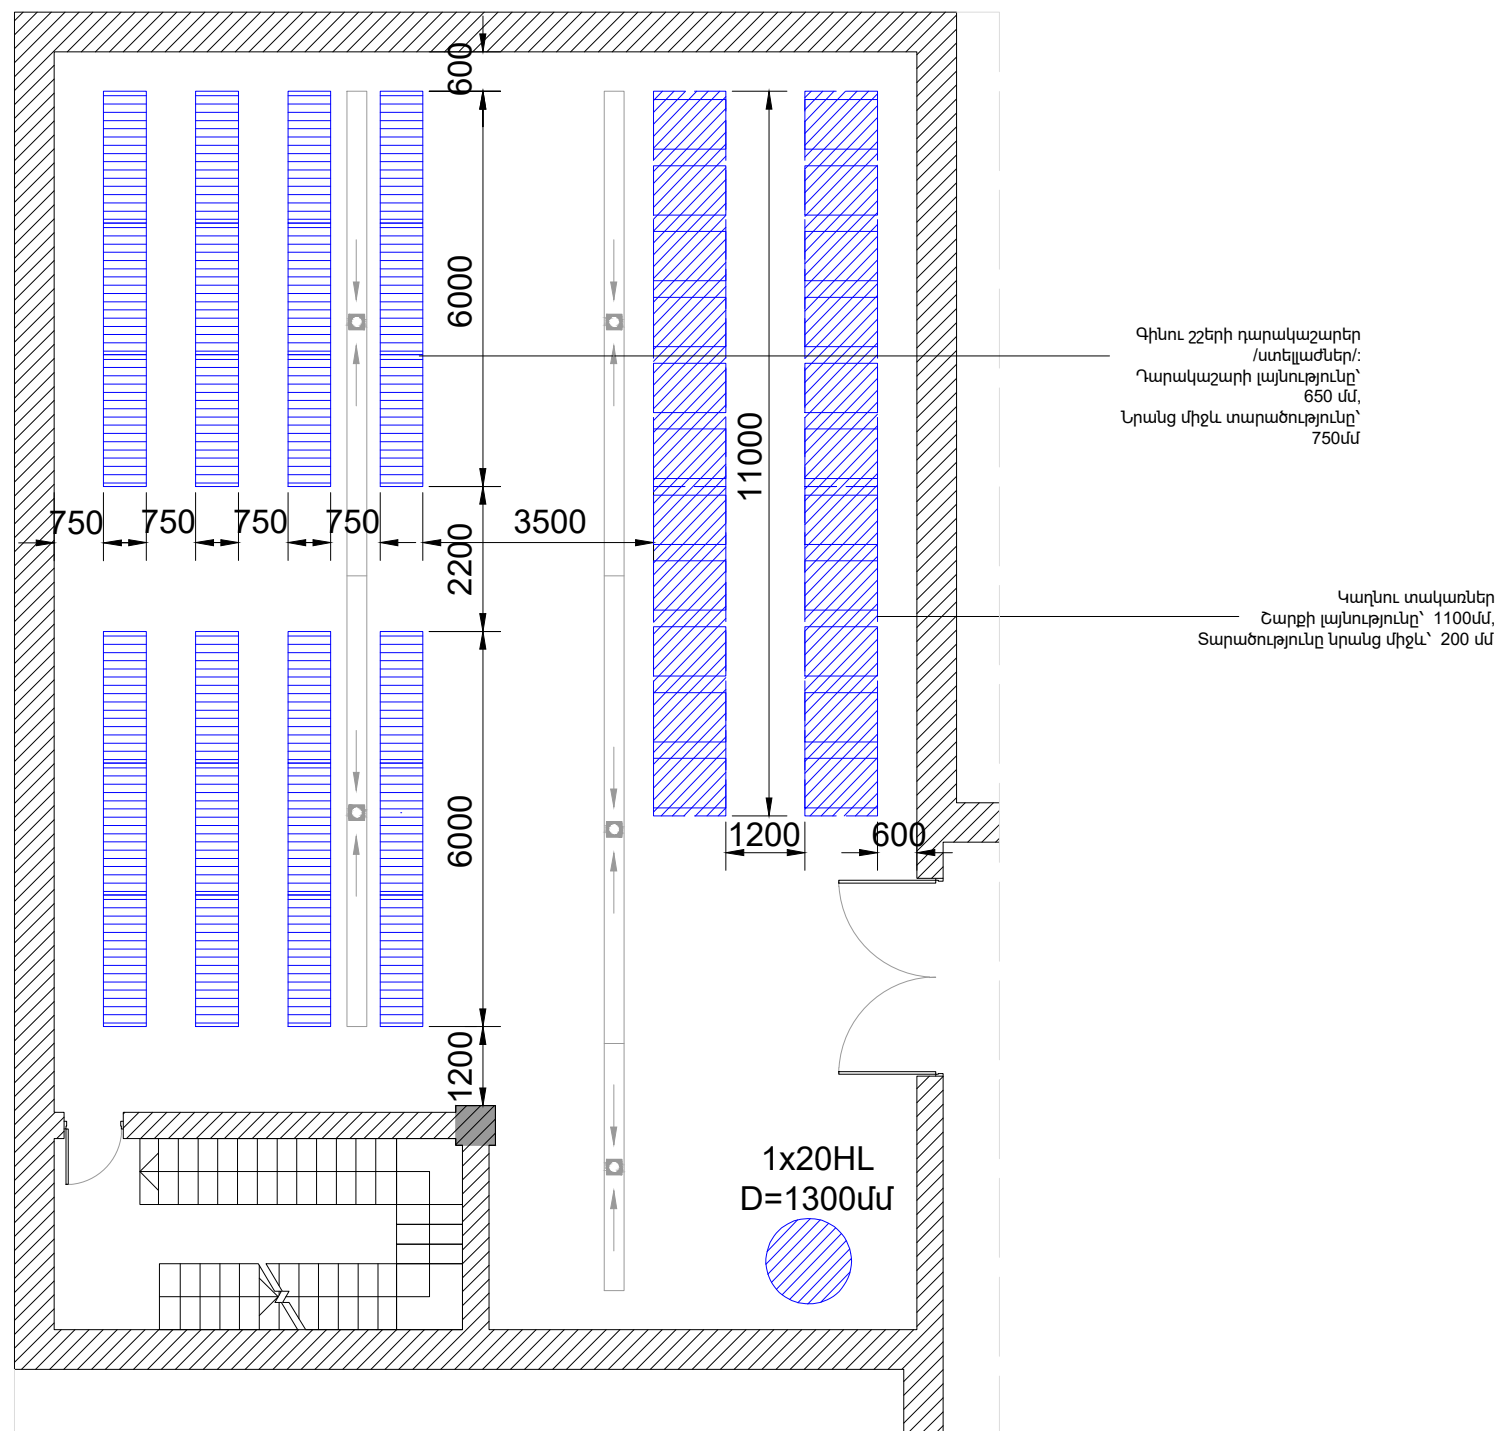 600
6000
11000
Գինու շշերի դարակաշարեր
/ստելլաժներ/:
Դարակաշարի լայնությունը՝
650 մմ,
Նրանց միջև տարածությունը՝
750մմ
750 750 750 750 3500
2200
Կաղնու տակառներ
Շարքի լայնությունը՝ 1100մմ,
Տարածությունը նրանց միջև՝ 200 մմ
6000
1200 600
1200
1x20HL
D=1300մմ